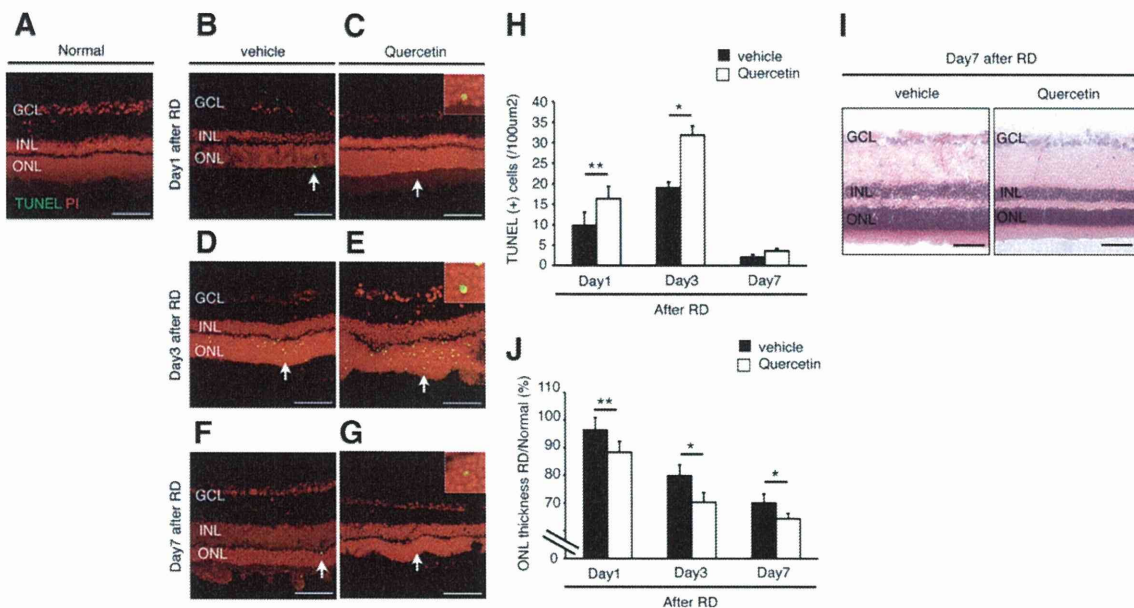 A
Normal
GCL
INL
ONL
TUNEL PI
B
vehicle
C
Quercetin
Day1 after RD
GCL
INL
ONL
D
E
Day3 after RD
GCL
INL
ONL
F
G
Day7 after RD
GCL
INL
ONL
H
vehicle
Quercetin
TUNEL (+) cells (/100um2)
40
35
30
25
20
15
10
5
0
**
*
Day1
Day3
Day7
After RD
I
Day7 after RD
vehicle
Quercetin
GCL
INL
ONL
GCL
INL
ONL
J
vehicle
Quercetin
ONL thickness RD/Normal (%)
110
100
90
80
70
0
**
*
*
Day1
Day3
Day7
After RD